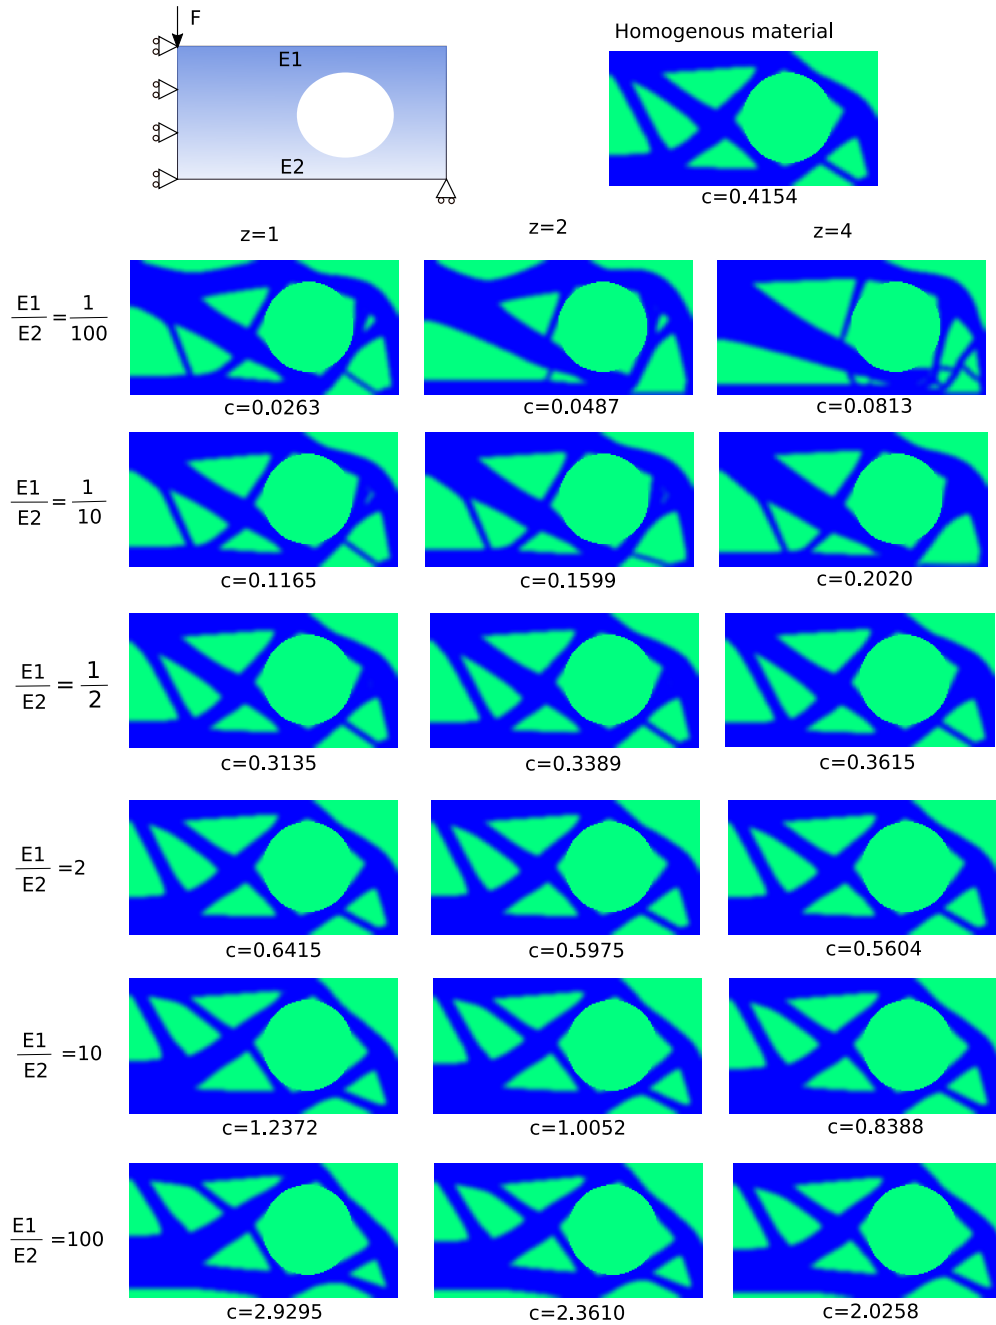 F
E1
E2
Homogenous material
c=0.4154
z=1 z=2 z=4
E1/E2 = 1/100
c=0.0263 c=0.0487 c=0.0813
E1/E2 = 1/10
c=0.1165 c=0.1599 c=0.2020
E1/E2 = 1/2
c=0.3135 c=0.3389 c=0.3615
E1/E2 =2
c=0.6415 c=0.5975 c=0.5604
E1/E2 =10
c=1.2372 c=1.0052 c=0.8388
E1/E2 =100
c=2.9295 c=2.3610 c=2.0258